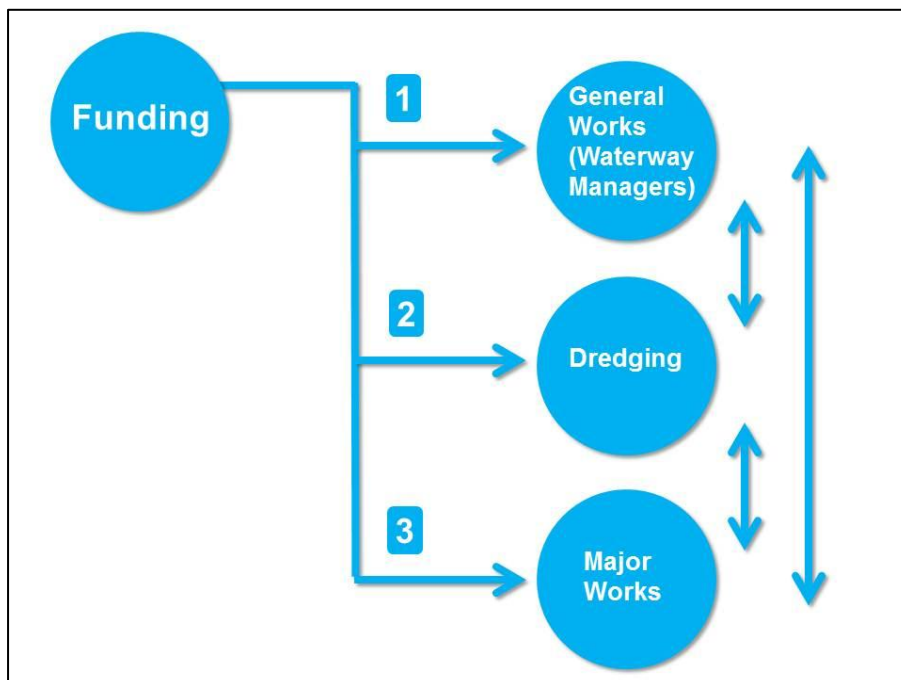 Funding
1
General
Works
(Waterway
Managers)
2
Dredging
3
Major
Works